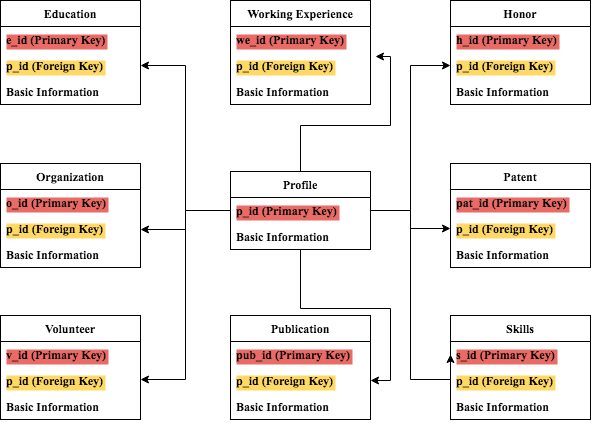 Education
e_id (Primary Key)
p_id (Foreign Key)
Basic Information
Working Experience
we_id (Primary Key)
p_id (Foreign Key)
Basic Information
Honor
h_id (Primary Key)
p_id (Foreign Key)
Basic Information
Organization
o_id (Primary Key)
p_id (Foreign Key)
Basic Information
Profile
p_id (Primary Key)
Basic Information
Patent
pat_id (Primary Key)
p_id (Foreign Key)
Basic Information
Volunteer
v_id (Primary Key)
p_id (Foreign Key)
Basic Information
Publication
pub_id (Primary Key)
p_id (Foreign Key)
Basic Information
Skills
s_id (Primary Key)
p_id (Foreign Key)
Basic Information